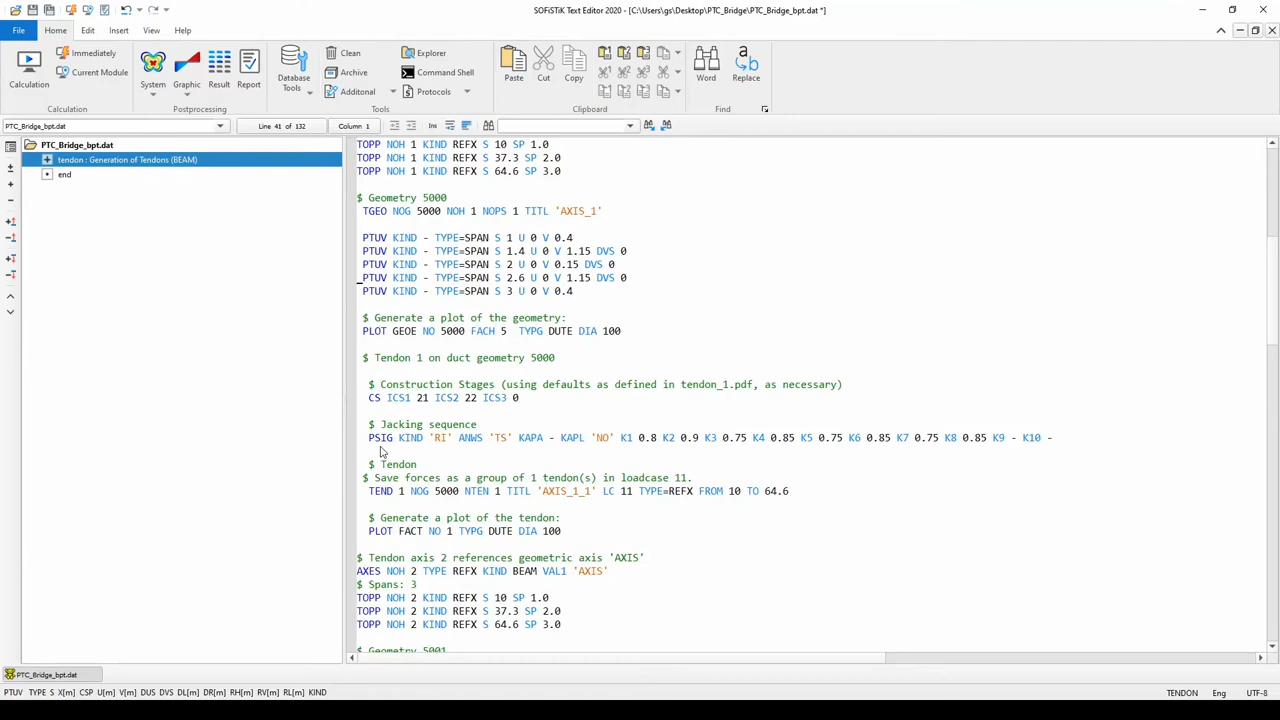 SOFiSTiK Text Editor 2020 - [C:\Users\gs\Desktop\PTC_Bridge\PTC_Bridge_bpt.dat *]
File Home Edit Insert View Help
Calculation
Immediately
Current Module
Calculation
System
Graphic
Result
Report
Postprocessing
Database Tools
Clean
Archive
Additonal
Explorer
Command Shell
Protocols
Tools
Paste
Cut
Copy
Clipboard
Word
Replace
Find
PTC_Bridge_bpt.dat
Line 41 of 132
Column 1
Ins
PTC_Bridge_bpt.dat
tendon : Generation of Tendons (BEAM)
end
TOPP NOH 1 KIND REFX S 10 SP 1.0
TOPP NOH 1 KIND REFX S 37.3 SP 2.0
TOPP NOH 1 KIND REFX S 64.6 SP 3.0
$ Geometry 5000
TGEO NOG 5000 NOH 1 NOPS 1 TITL 'AXIS_1'
PTUV KIND - TYPE=SPAN S 1 U 0 V 0.4
PTUV KIND - TYPE=SPAN S 1.4 U 0 V 1.15 DVS 0
PTUV KIND - TYPE=SPAN S 2 U 0 V 0.15 DVS 0
PTUV KIND - TYPE=SPAN S 2.6 U 0 V 1.15 DVS 0
PTUV KIND - TYPE=SPAN S 3 U 0 V 0.4
$ Generate a plot of the geometry:
PLOT GEOE NO 5000 FACH 5 TYPG DUTE DIA 100
$ Tendon 1 on duct geometry 5000
$ Construction Stages (using defaults as defined in tendon_1.pdf, as necessary)
CS ICS1 21 ICS2 22 ICS3 0
$ Jacking sequence
PSIG KIND 'RI' ANWS 'TS' KAPA - KAPL 'NO' K1 0.8 K2 0.9 K3 0.75 K4 0.85 K5 0.75 K6 0.85 K7 0.75 K8 0.85 K9 - K10 -
$ Tendon
$ Save forces as a group of 1 tendon(s) in loadcase 11.
TEND 1 NOG 5000 NTEN 1 TITL 'AXIS_1_1' LC 11 TYPE=REFX FROM 10 TO 64.6
$ Generate a plot of the tendon:
PLOT FACT NO 1 TYPG DUTE DIA 100
$ Tendon axis 2 references geometric axis 'AXIS'
AXES NOH 2 TYPE REFX KIND BEAM VAL1 'AXIS'
$ Spans: 3
TOPP NOH 2 KIND REFX S 10 SP 1.0
TOPP NOH 2 KIND REFX S 37.3 SP 2.0
TOPP NOH 2 KIND REFX S 64.6 SP 3.0
$ Geometry 5001
PTC_Bridge_bpt.dat
PTUV TYPE S X[m] CSP U[m] V[m] DUS DVS DL[m] DR[m] RH[m] RV[m] RL[m] KIND
TENDON Eng UTF-8